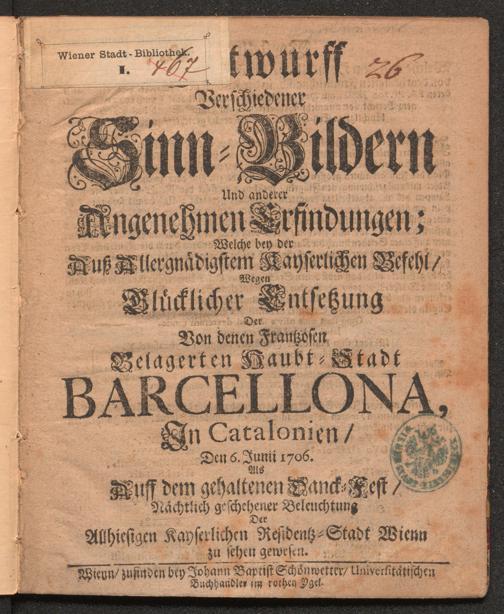 Wiener Stadt-Bibliothek.
I. 467
26
twurff
Verschiedener
Sinn-Bildern
Und anderer
Angenehmen Erfindungen;
Welche bey der
Auß Allergnädigstem Kayserlichen Befehl/
Wegen
Glücklicher Entsetzung
Der
Von denen Frantzosen
Belagerten Haubt-Stadt
BARCELLONA,
In Catalonien/
Den 6. Junii 1706.
Als
Auff dem gehaltenen Danck-Fest/
Nächtlich geschehener Beleuchtung
Der
Allhiesigen Kayserlichen Residentz-Stadt Wienn
zu sehen gewesen.
Wienn/ zufinden bey Johann Baptist Schönwetter/ Universitätischen
Buchhandler im rothen Ygel.